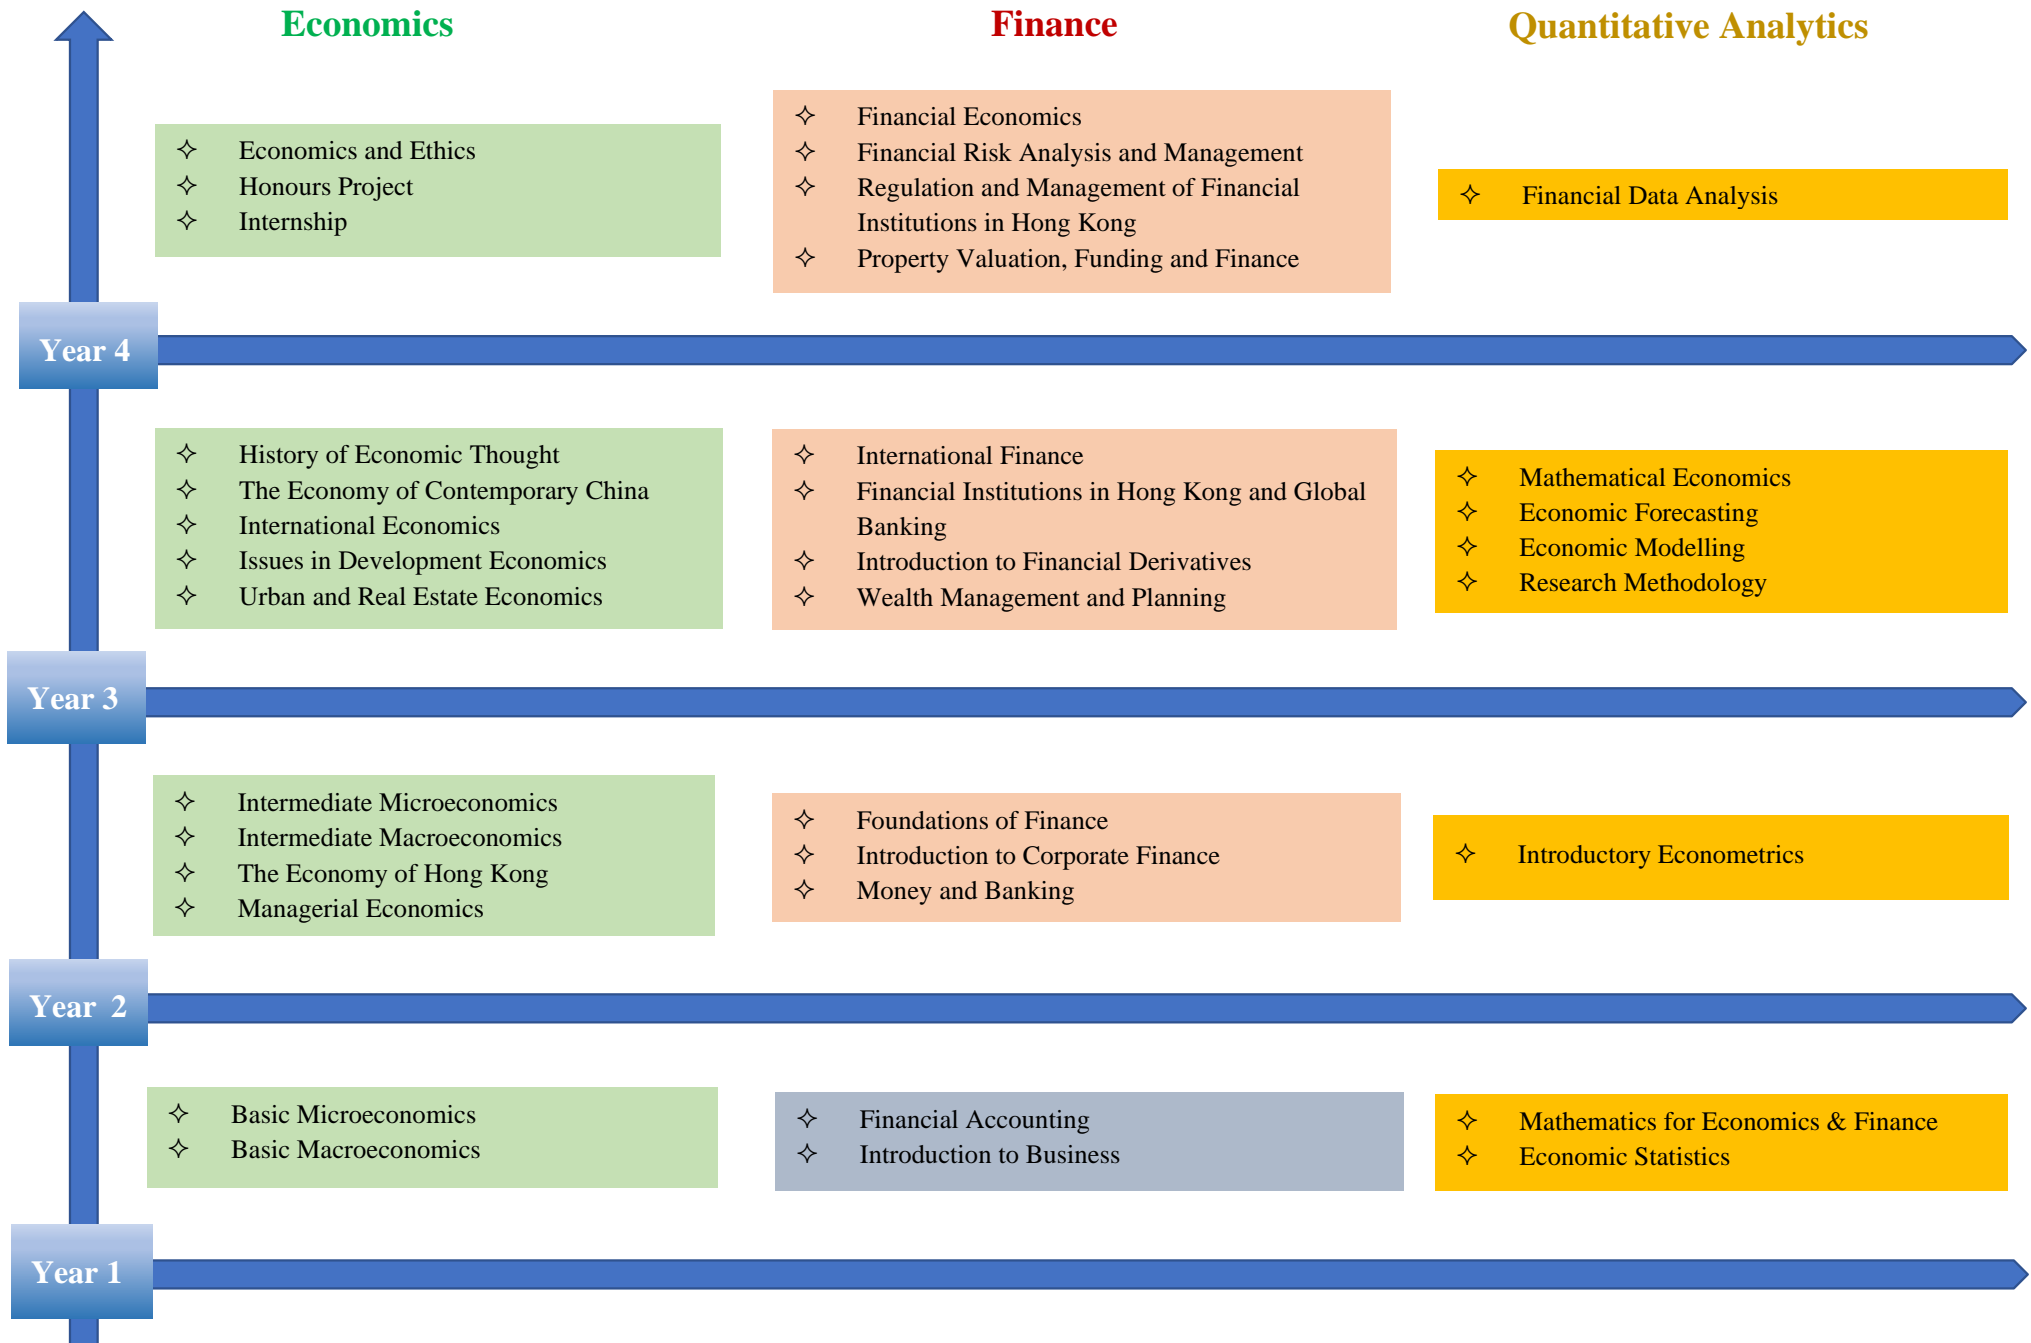 Economics
Finance
Quantitative Analytics
Economics and Ethics
Honours Project
Internship
Financial Economics
Financial Risk Analysis and Management
Regulation and Management of Financial
Institutions in Hong Kong
Property Valuation, Funding and Finance
Financial Data Analysis
Year 4
History of Economic Thought
The Economy of Contemporary China
International Economics
Issues in Development Economics
Urban and Real Estate Economics
International Finance
Financial Institutions in Hong Kong and Global
Banking
Introduction to Financial Derivatives
Wealth Management and Planning
Mathematical Economics
Economic Forecasting
Economic Modelling
Research Methodology
Year 3
Intermediate Microeconomics
Intermediate Macroeconomics
The Economy of Hong Kong
Managerial Economics
Foundations of Finance
Introduction to Corporate Finance
Money and Banking
Introductory Econometrics
Year 2
Basic Microeconomics
Basic Macroeconomics
Financial Accounting
Introduction to Business
Mathematics for Economics & Finance
Economic Statistics
Year 1